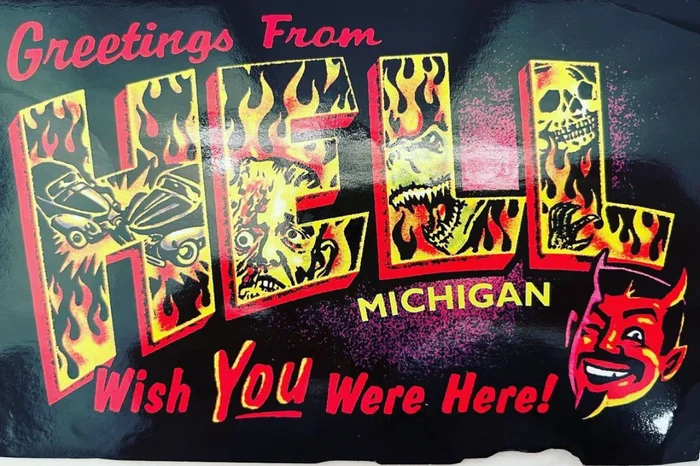 Greetings From
HELL
MICHIGAN
Wish YOU Were Here!